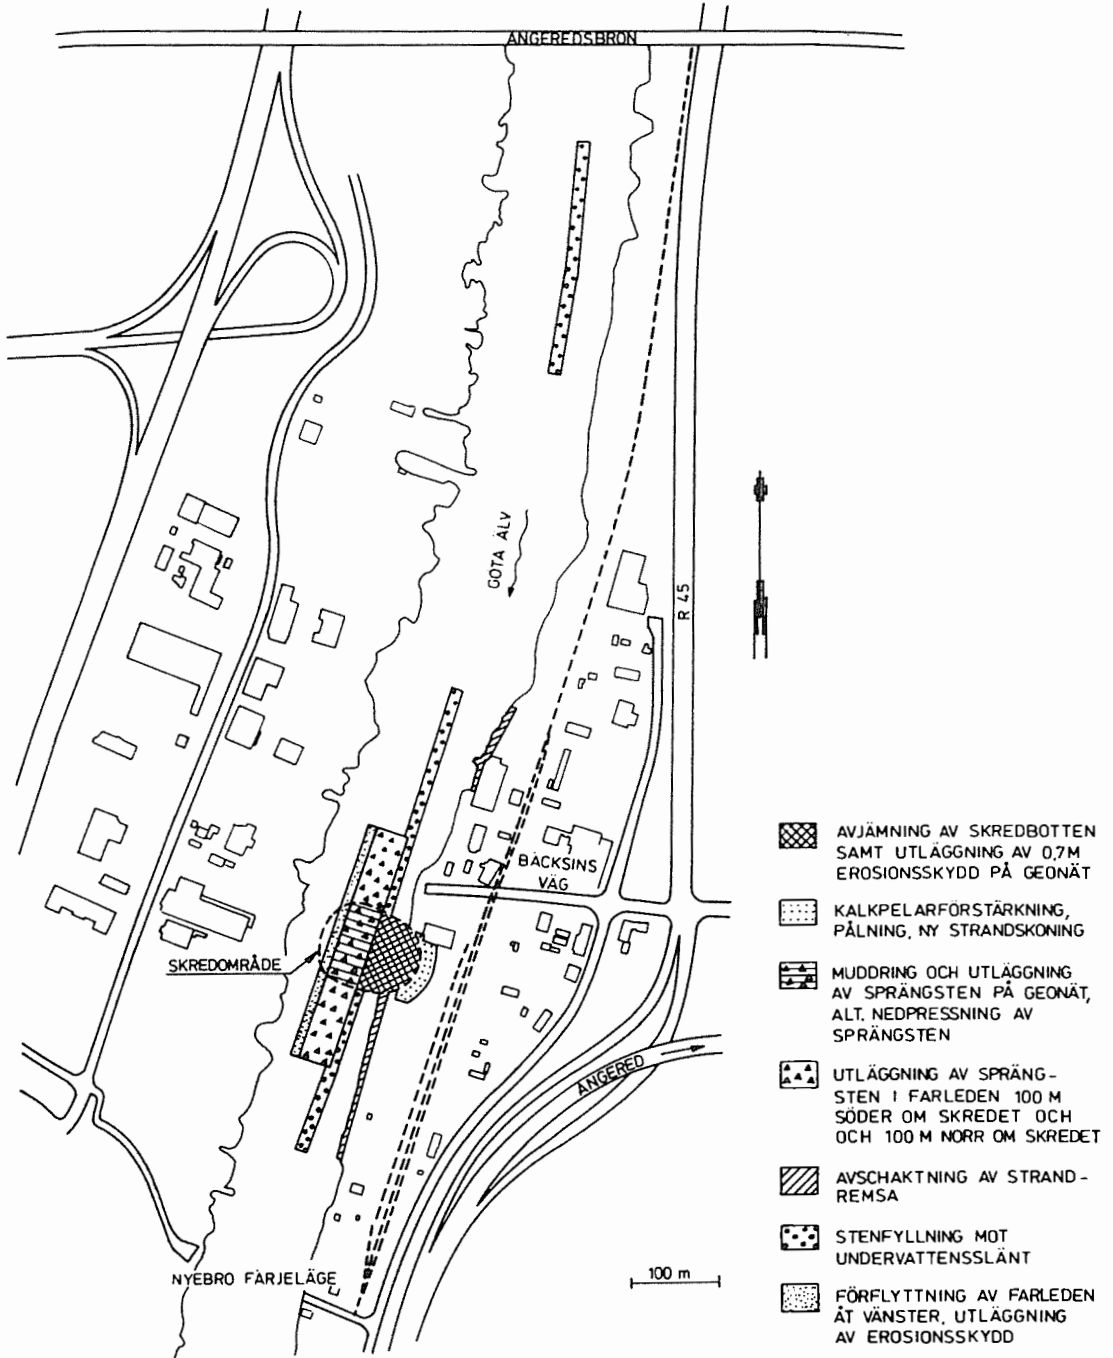 ANGEREDSBRON
GÖTA ÄLV
R 45
BÄCKSINS
VÄG
SKREDOMRÅDE
ANGERED
NYEBRO FÄRJELÄGE
100 m
AVJÄMNING AV SKREDBOTTEN
SAMT UTLÄGGNING AV 0,7M
EROSIONSSKYDD PÅ GEONÄT
KALKPELARFÖRSTÄRKNING,
PÅLNING, NY STRANDSKONING
MUDDRING OCH UTLÄGGNING
AV SPRÄNGSTEN PÅ GEONÄT,
ALT. NEDPRESSNING AV
SPRÄNGSTEN
UTLÄGGNING AV SPRÄNG-
STEN I FARLEDEN 100 M
SÖDER OM SKREDET OCH
OCH 100 M NORR OM SKREDET
AVSCHAKTNING AV STRAND-
REMSA
STENFYLLNING MOT
UNDERVATTENSSLÄNT
FÖRFLYTTNING AV FARLEDEN
ÅT VÄNSTER, UTLÄGGNING
AV EROSIONSSKYDD